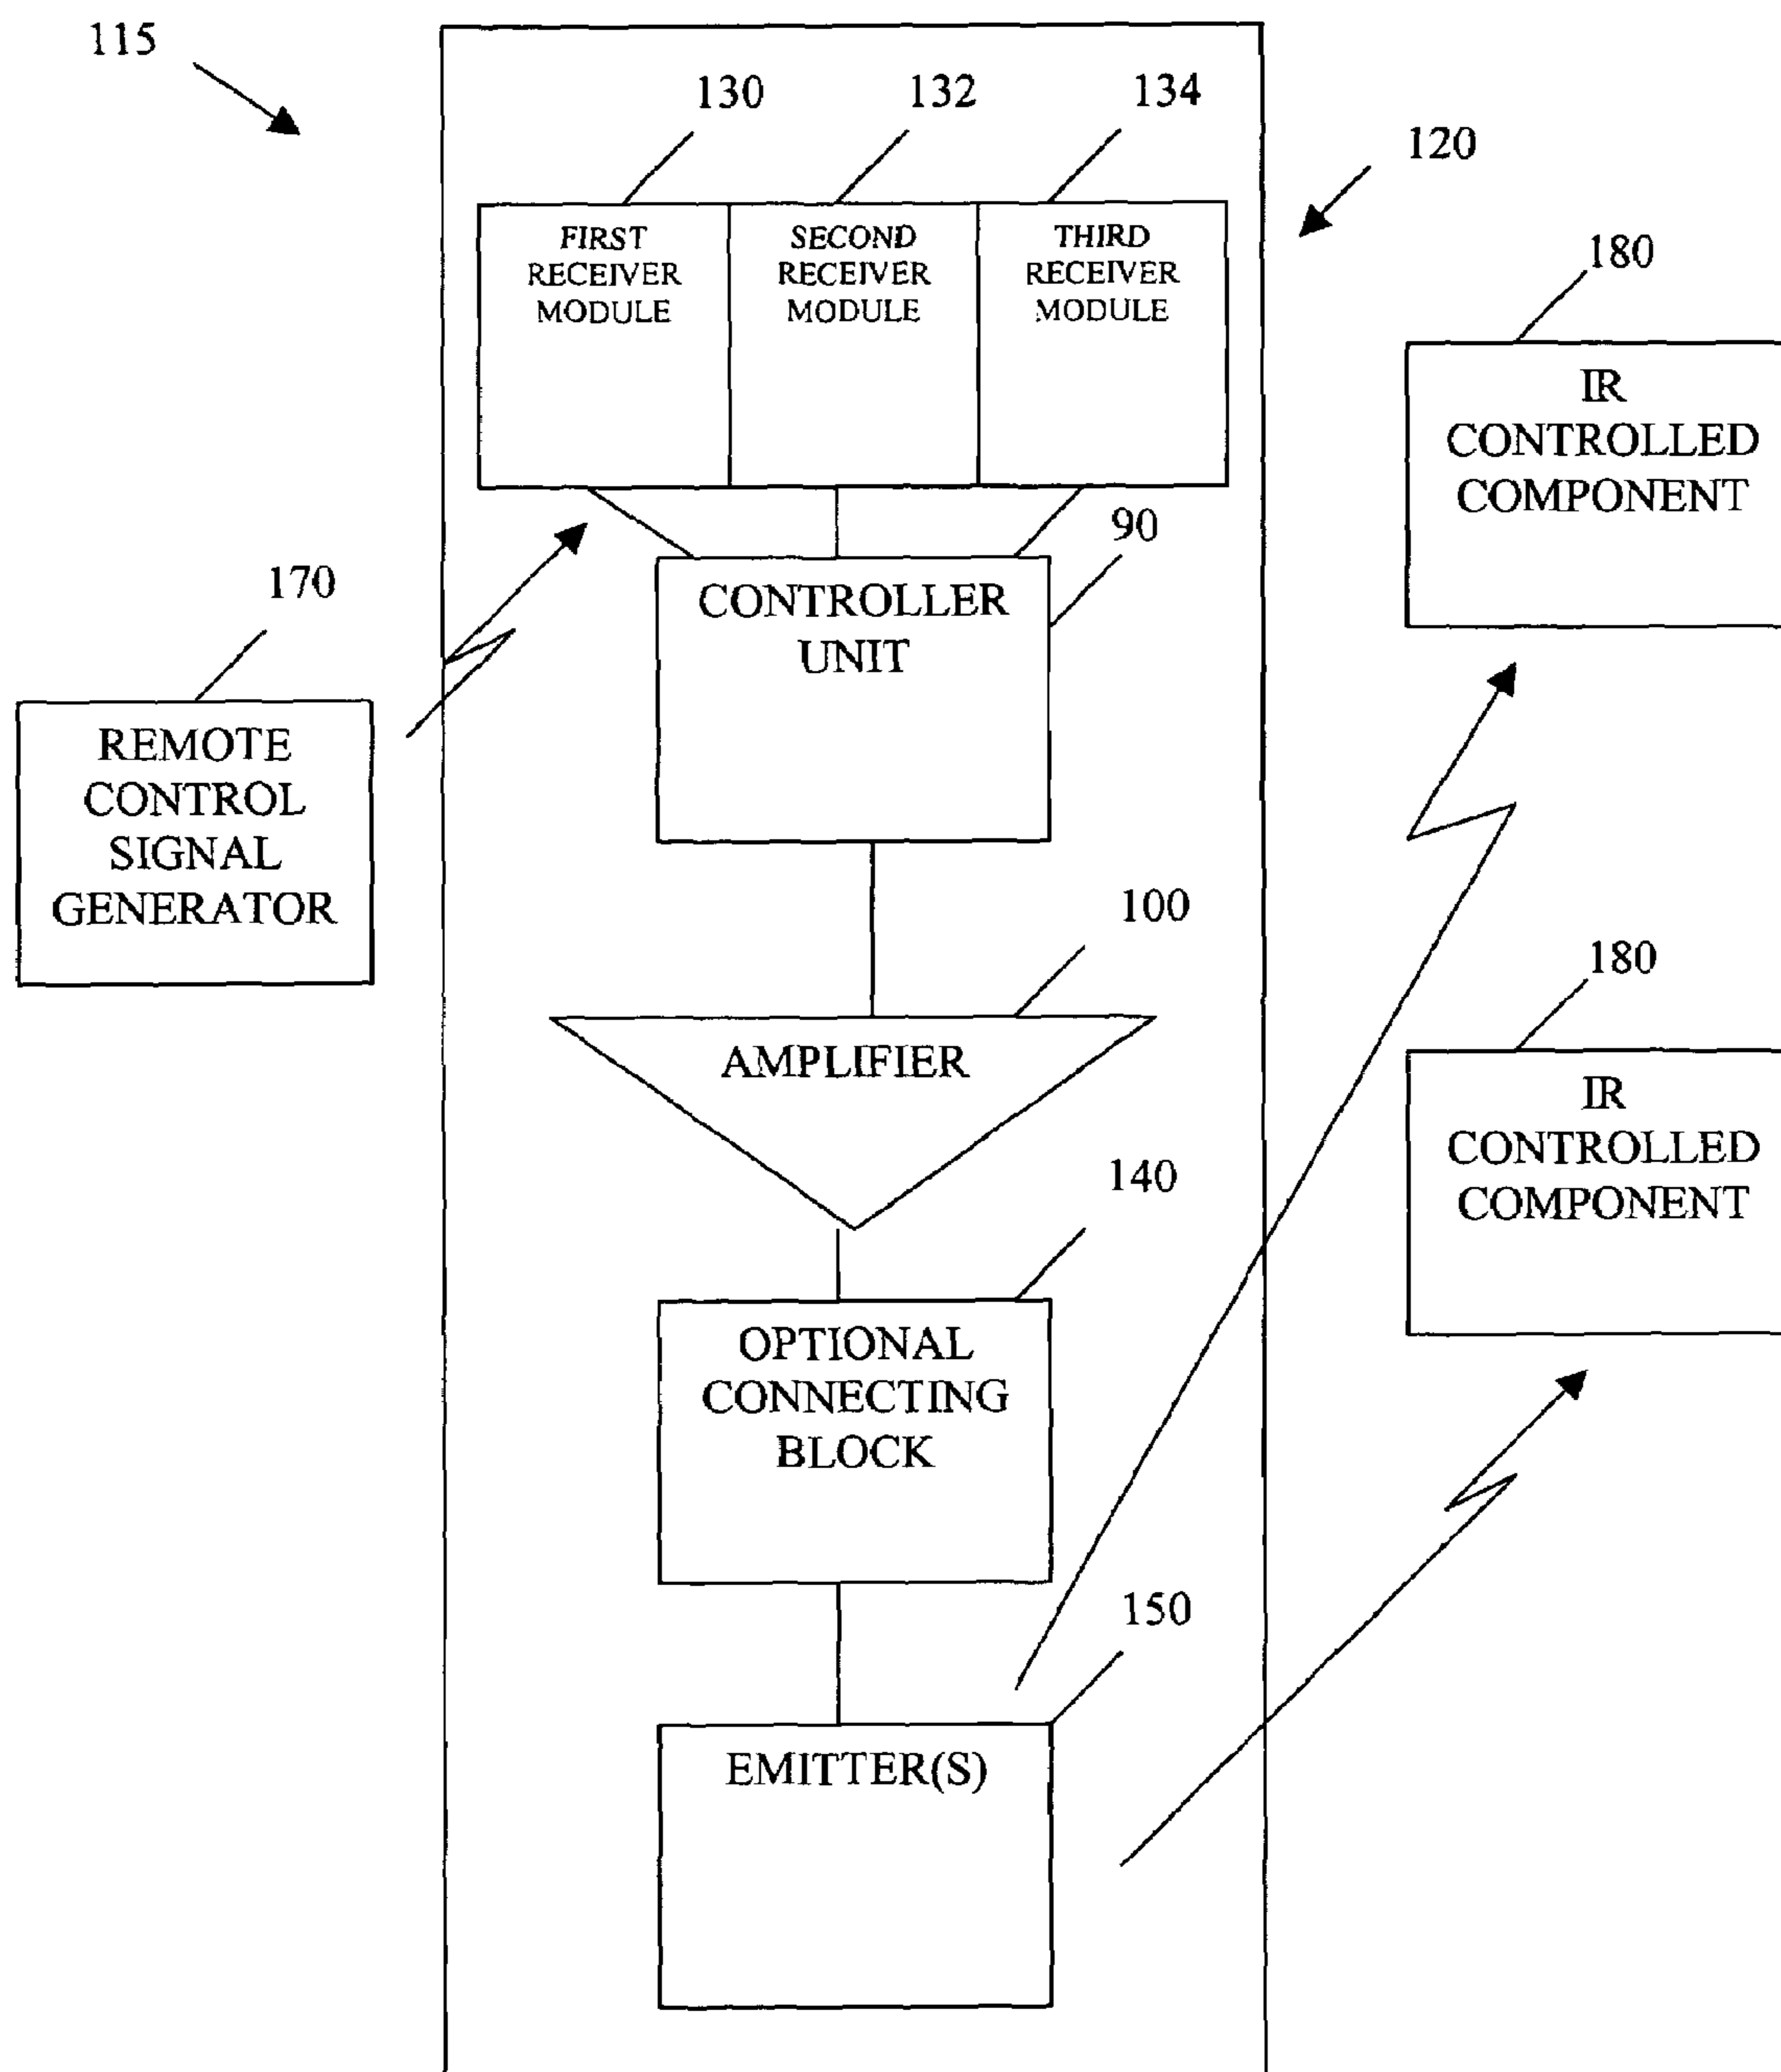 115
130
132
134
120
FIRST
RECEIVER
MODULE
SECOND
RECEIVER
MODULE
THIRD
RECEIVER
MODULE
180
IR
CONTROLLED
COMPONENT
90
CONTROLLER
UNIT
170
REMOTE
CONTROL
SIGNAL
GENERATOR
100
AMPLIFIER
180
IR
CONTROLLED
COMPONENT
140
OPTIONAL
CONNECTING
BLOCK
150
EMITTER(S)